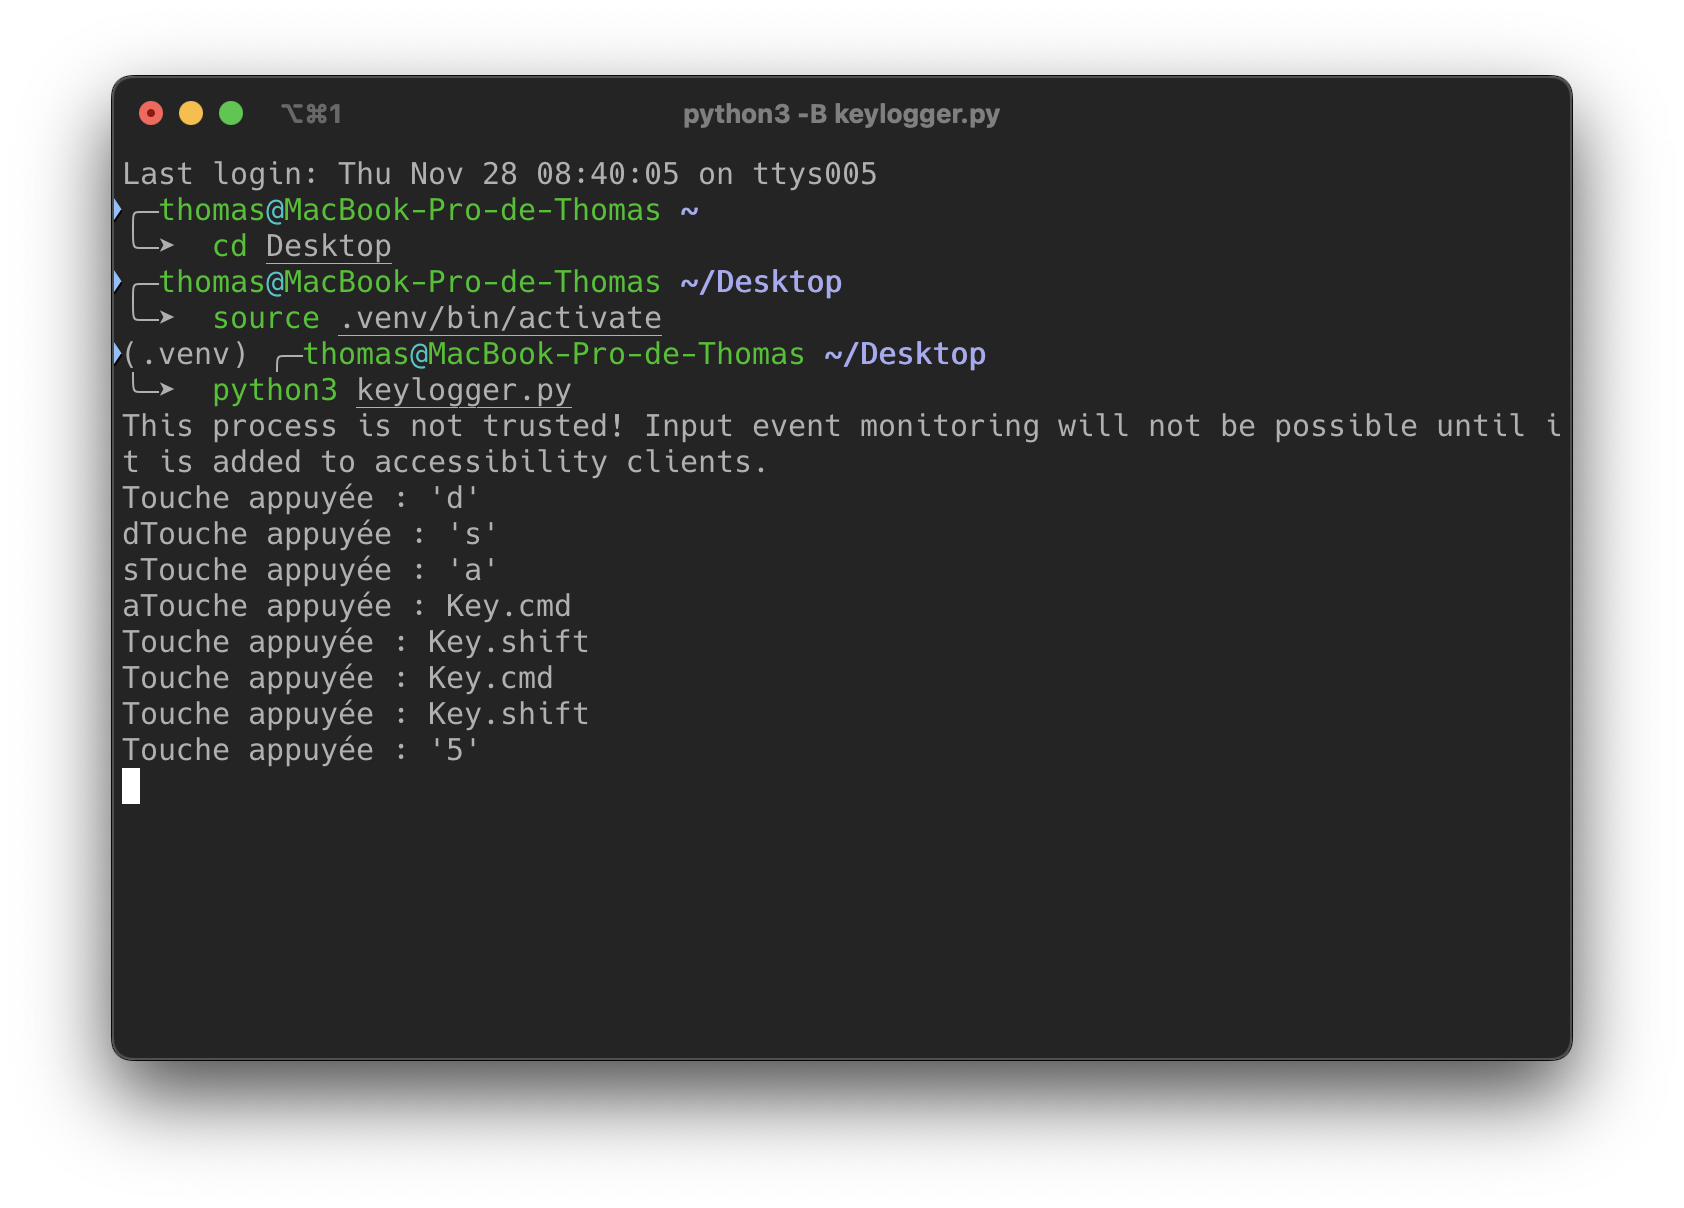 ⌥⌘1
python3 -B keylogger.py
Last login: Thu Nov 28 08:40:05 on ttys005
╭─thomas@MacBook-Pro-de-Thomas ~
╰─➤  cd Desktop
╭─thomas@MacBook-Pro-de-Thomas ~/Desktop
╰─➤  source .venv/bin/activate
(.venv) ╭─thomas@MacBook-Pro-de-Thomas ~/Desktop
╰─➤  python3 keylogger.py
This process is not trusted! Input event monitoring will not be possible until i
t is added to accessibility clients.
Touche appuyée : 'd'
dTouche appuyée : 's'
sTouche appuyée : 'a'
aTouche appuyée : Key.cmd
Touche appuyée : Key.shift
Touche appuyée : Key.cmd
Touche appuyée : Key.shift
Touche appuyée : '5'